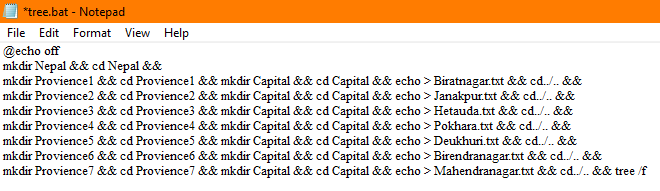 *tree.bat - Notepad
File Edit Format View Help
@echo off
mkdir Nepal && cd Nepal &&
mkdir Provience1 && cd Provience1 && mkdir Capital && cd Capital && echo > Biratnagar.txt && cd../.. &&
mkdir Provience2 && cd Provience2 && mkdir Capital && cd Capital && echo > Janakpur.txt && cd../.. &&
mkdir Provience3 && cd Provience3 && mkdir Capital && cd Capital && echo > Hetauda.txt && cd../.. &&
mkdir Provience4 && cd Provience4 && mkdir Capital && cd Capital && echo > Pokhara.txt && cd../.. &&
mkdir Provience5 && cd Provience5 && mkdir Capital && cd Capital && echo > Deukhuri.txt && cd../.. &&
mkdir Provience6 && cd Provience6 && mkdir Capital && cd Capital && echo > Birendranagar.txt && cd../.. &&
mkdir Provience7 && cd Provience7 && mkdir Capital && cd Capital && echo > Mahendranagar.txt && cd../.. && tree /f